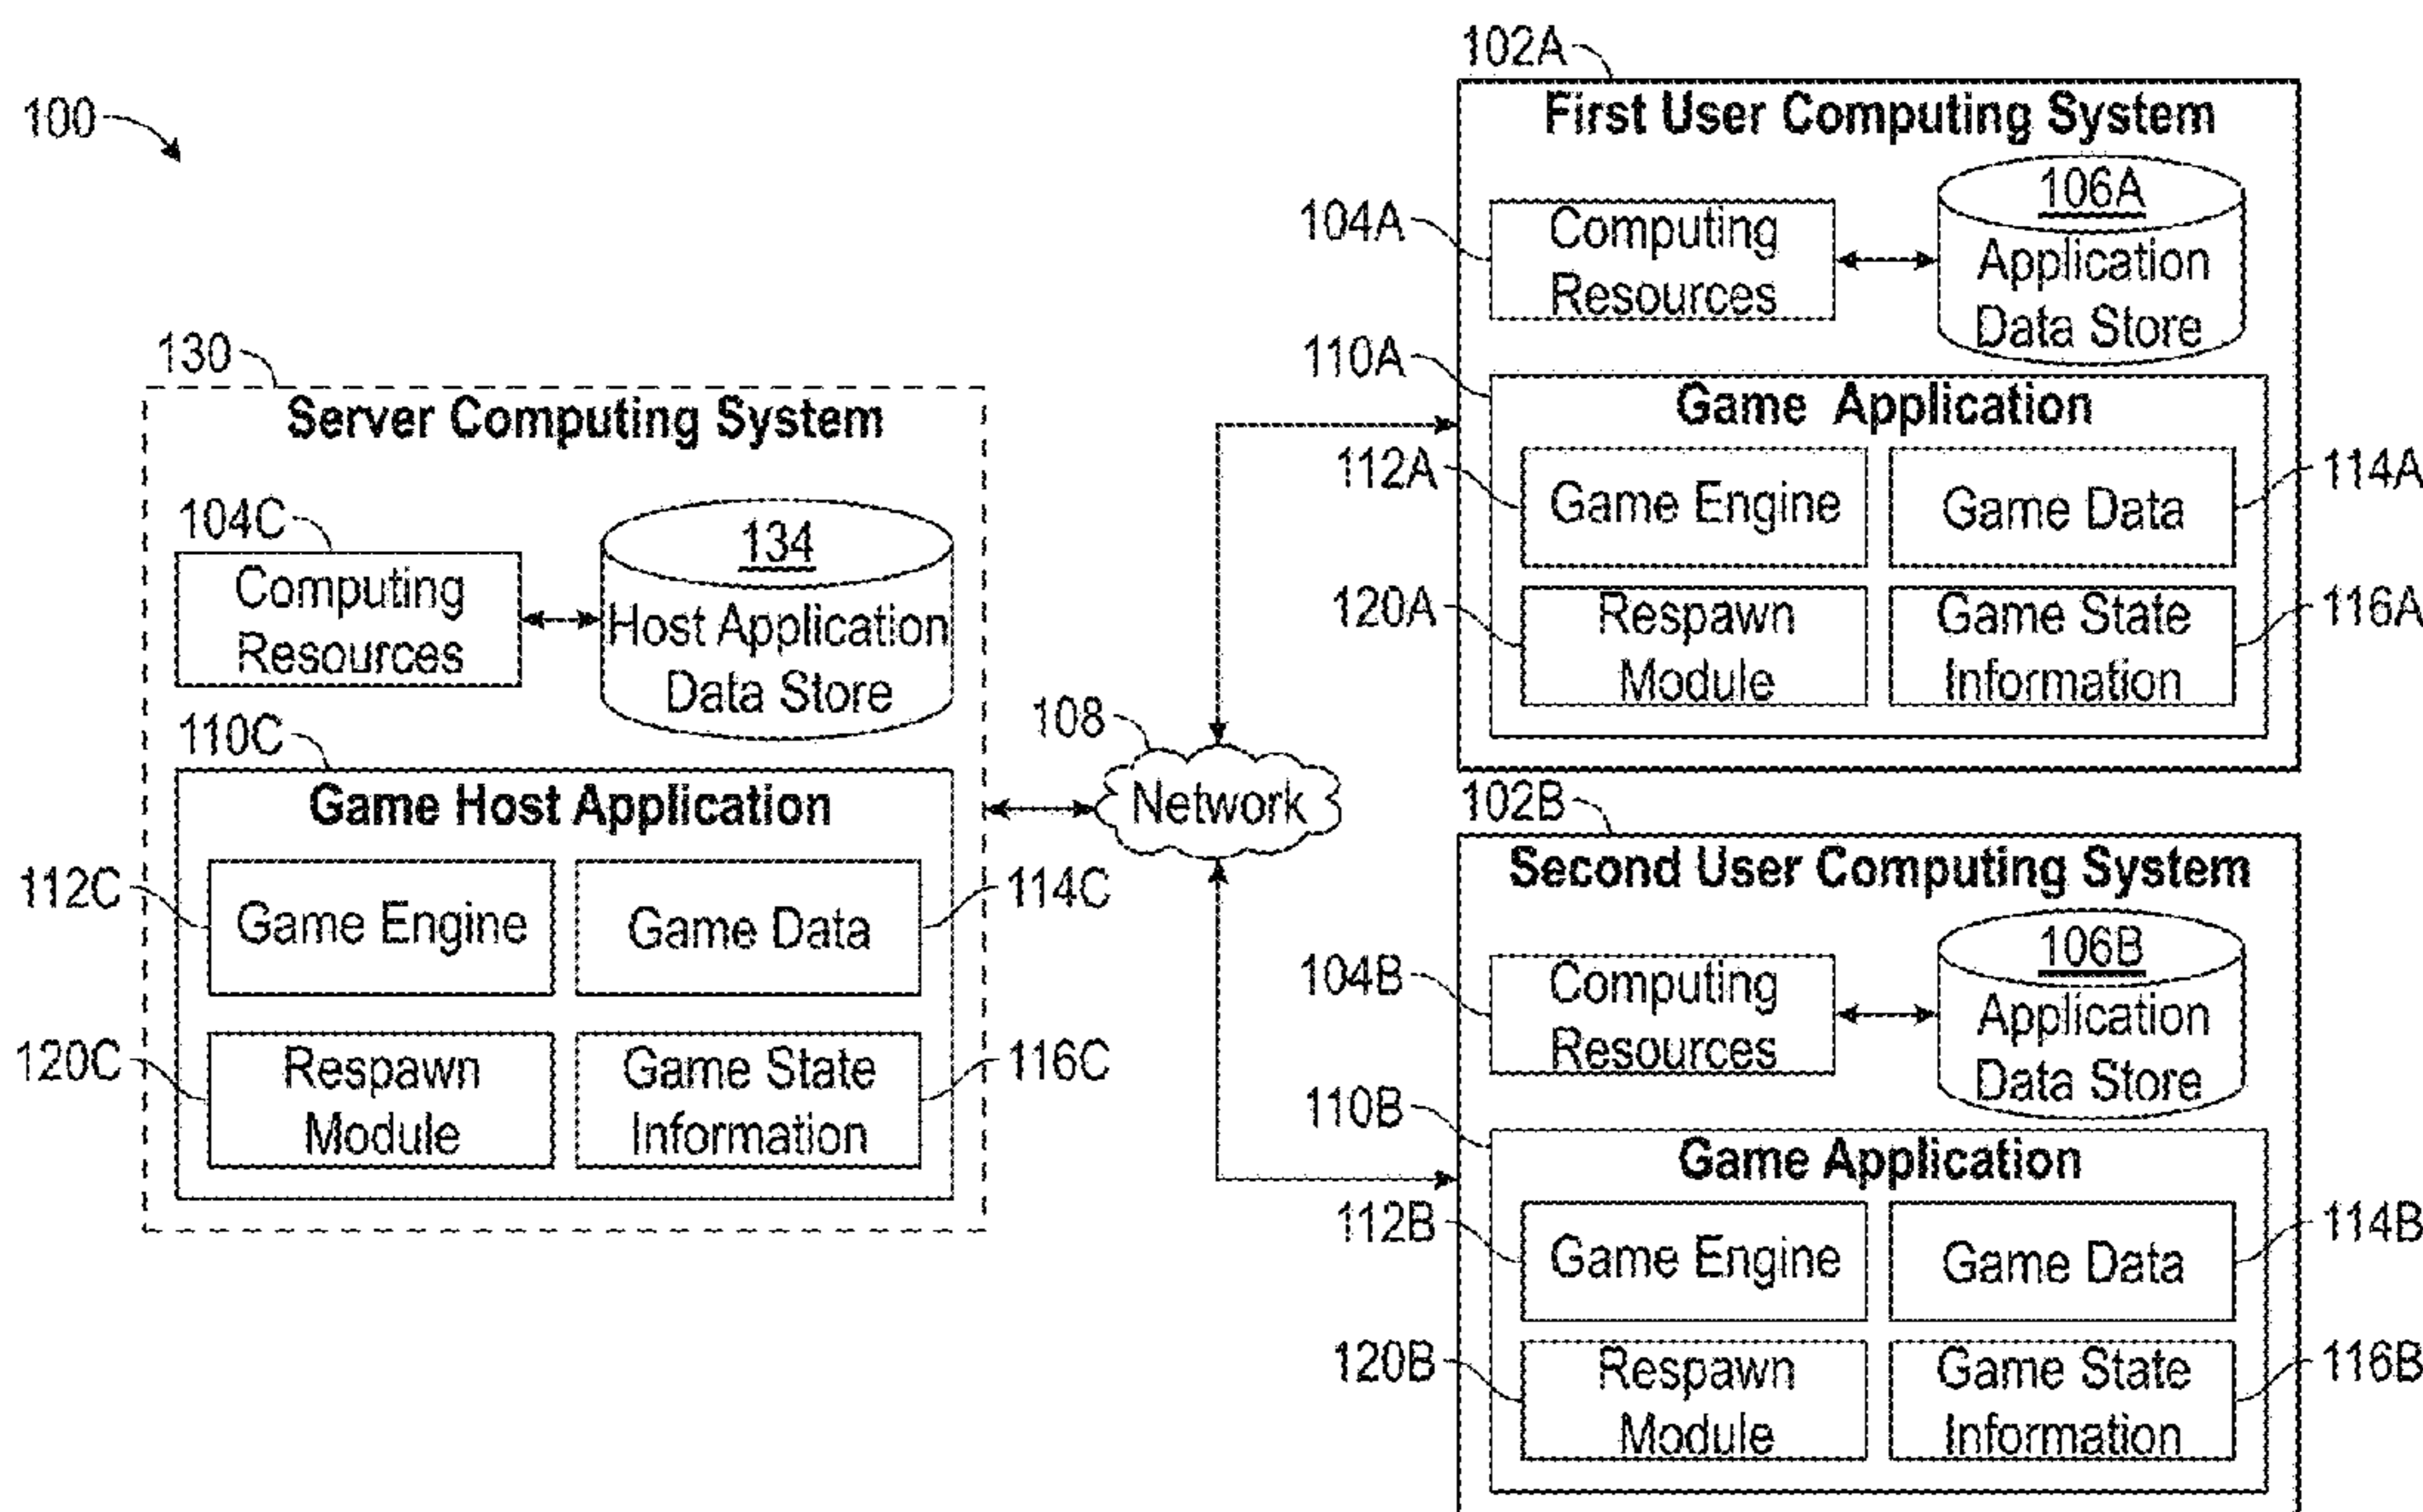 100
130
Server Computing System
104C
Computing
Resources
134
Host Application
Data Store
110C
Game Host Application
112C
Game Engine
Game Data
114C
120C
Respawn
Module
Game State
Information
116C
108
Network
102A
First User Computing System
104A
Computing
Resources
106A
Application
Data Store
110A
Game Application
112A
Game Engine
Game Data
114A
120A
Respawn
Module
Game State
Information
116A
102B
Second User Computing System
104B
Computing
Resources
106B
Application
Data Store
110B
Game Application
112B
Game Engine
Game Data
114B
120B
Respawn
Module
Game State
Information
116B